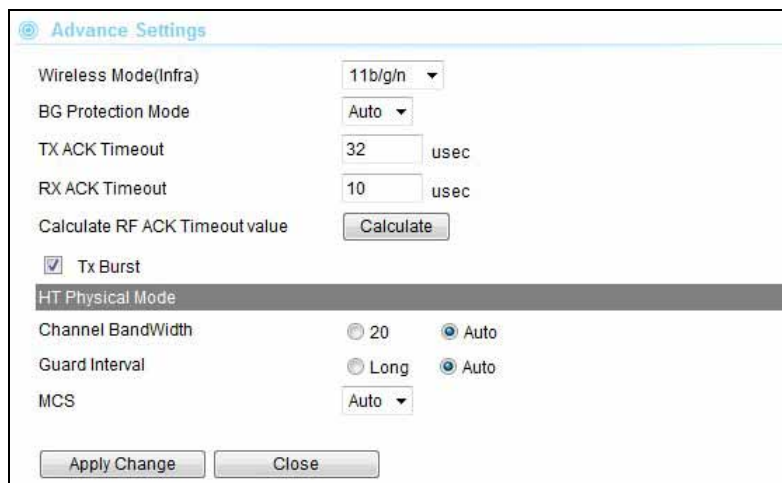 Advance Settings
Wireless Mode(Infra) 11b/g/n
BG Protection Mode Auto
TX ACK Timeout 32 usec
RX ACK Timeout 10 usec
Calculate RF ACK Timeout value Calculate
Tx Burst
HT Physical Mode
Channel BandWidth 20 Auto
Guard Interval Long Auto
MCS Auto
Apply Change Close